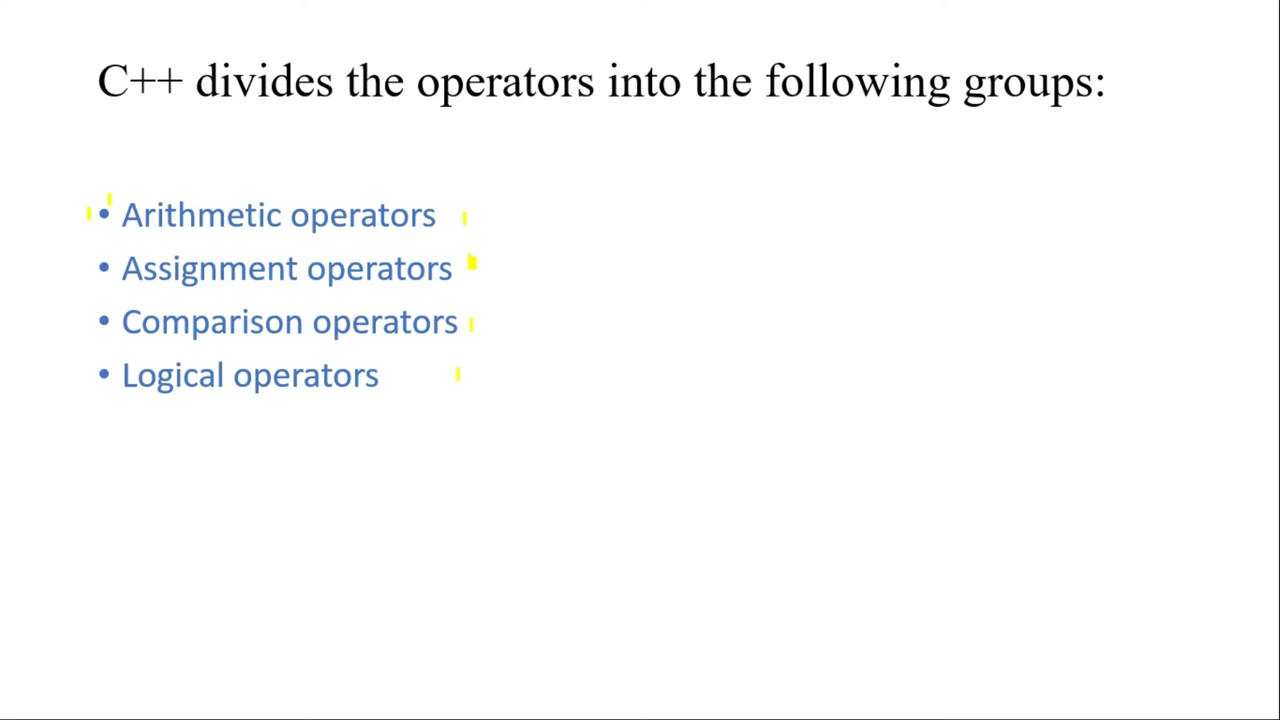 C++ divides the operators into the following groups:
• Arithmetic operators
• Assignment operators
• Comparison operators
• Logical operators